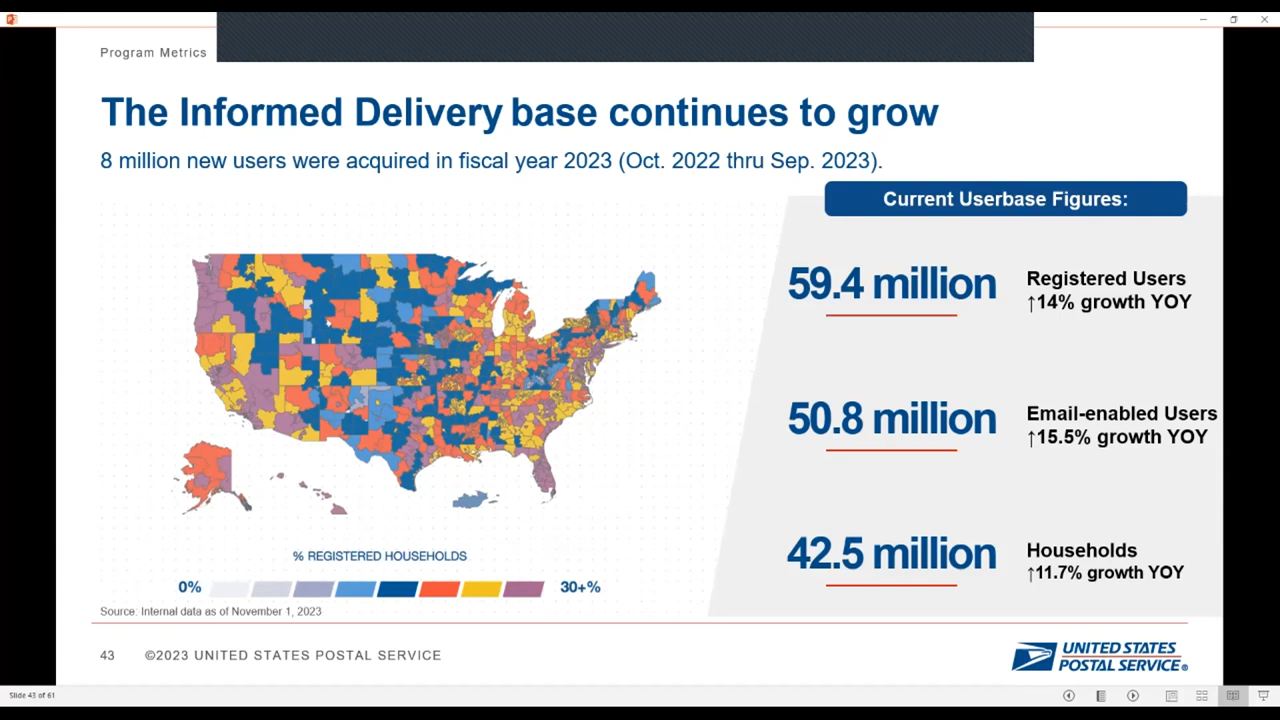 Program Metrics
The Informed Delivery base continues to grow
8 million new users were acquired in fiscal year 2023 (Oct. 2022 thru Sep. 2023).
Current Userbase Figures:
59.4 million
Registered Users
↑14% growth YOY
50.8 million
Email-enabled Users
↑15.5% growth YOY
42.5 million
Households
↑11.7% growth YOY
% REGISTERED HOUSEHOLDS
0%
30+%
Source: Internal data as of November 1, 2023
43
©2023 UNITED STATES POSTAL SERVICE
UNITED STATES
POSTAL SERVICE®
Slide 43 of 61